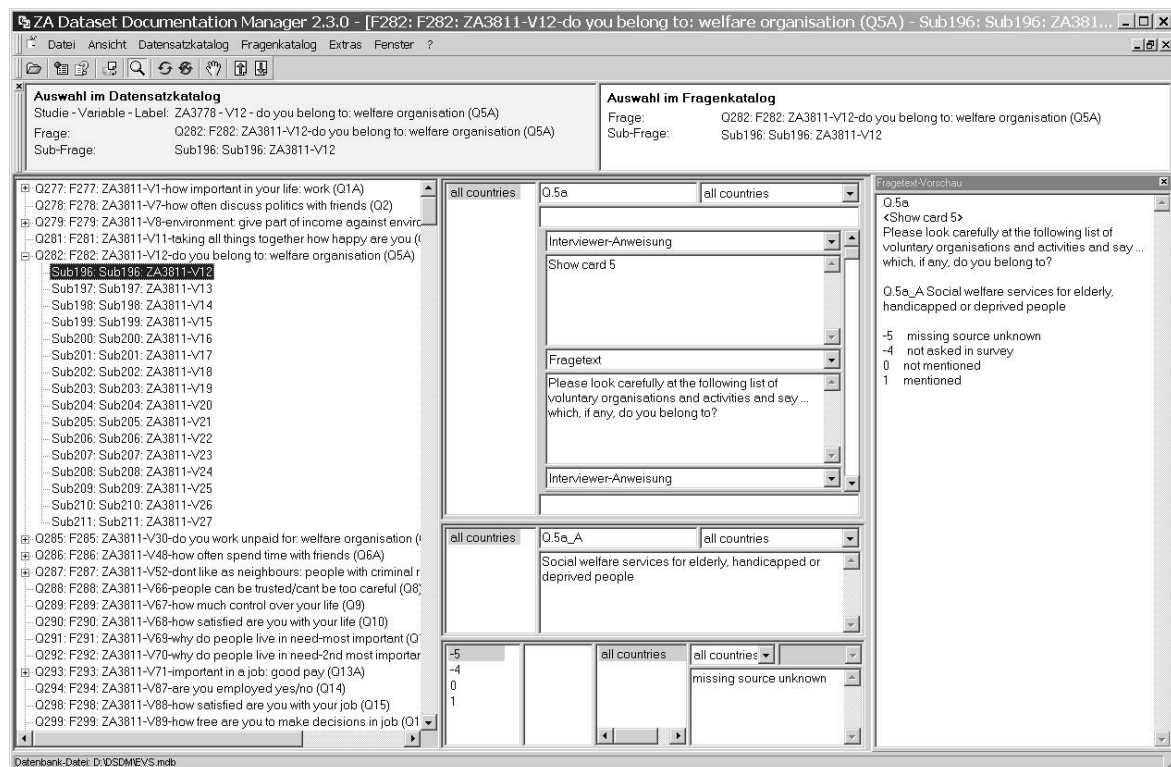 ZA Dataset Documentation Manager 2.3.0 - [F282: F282: ZA3811-V12-do you belong to: welfare organisation (Q5A) - Sub196: Sub196: ZA381...
Datei Ansicht Datensatzkatalog Fragenkatalog Extras Fenster ?
Auswahl im Datensatzkatalog
Studie - Variable - Label: ZA3778 - V12 - do you belong to: welfare organisation (Q5A)
Frage: Q282: F282: ZA3811-V12-do you belong to: welfare organisation (Q5A)
Sub-Frage: Sub196: Sub196: ZA3811-V12
Auswahl im Fragenkatalog
Frage: Q282: F282: ZA3811-V12-do you belong to: welfare organisation (Q5A)
Sub-Frage: Sub196: Sub196: ZA3811-V12
Q277: F277: ZA3811-V1-how important in your life: work (Q1A)
Q278: F278: ZA3811-V7-how often discuss politics with friends (Q2)
Q279: F279: ZA3811-V8-environment: give part of income against enviro
Q281: F281: ZA3811-V11-taking all things together how happy are you (
Q282: F282: ZA3811-V12-do you belong to: welfare organisation (Q5A)
Sub196: Sub196: ZA3811-V12
Sub197: Sub197: ZA3811-V13
Sub198: Sub198: ZA3811-V14
Sub199: Sub199: ZA3811-V15
Sub200: Sub200: ZA3811-V16
Sub201: Sub201: ZA3811-V17
Sub202: Sub202: ZA3811-V18
Sub203: Sub203: ZA3811-V19
Sub204: Sub204: ZA3811-V20
Sub205: Sub205: ZA3811-V21
Sub206: Sub206: ZA3811-V22
Sub207: Sub207: ZA3811-V23
Sub208: Sub208: ZA3811-V24
Sub209: Sub209: ZA3811-V25
Sub210: Sub210: ZA3811-V26
Sub211: Sub211: ZA3811-V27
Q285: F285: ZA3811-V30-do you work unpaid for: welfare organisation (
Q286: F286: ZA3811-V48-how often spend time with friends (Q6A)
Q287: F287: ZA3811-V52-dont like as neighbours: people with criminal r
Q288: F288: ZA3811-V66-people can be trusted/cant be too careful (Q8)
Q289: F289: ZA3811-V67-how much control over your life (Q9)
Q290: F290: ZA3811-V68-how satisfied are you with your life (Q10)
Q291: F291: ZA3811-V69-why do people live in need-most important (Q
Q292: F292: ZA3811-V70-why do people live in need-2nd most importar
Q293: F293: ZA3811-V71-important in a job: good pay (Q13A)
Q294: F294: ZA3811-V87-are you employed yes/no (Q14)
Q298: F298: ZA3811-V88-how satisfied are you with your job (Q15)
Q299: F299: ZA3811-V89-how free are you to make decisions in job (Q1
all countries
Q.5a
all countries
Interviewer-Anweisung
Show card 5
Fragetext
Please look carefully at the following list of
voluntary organisations and activities and say ...
which, if any, do you belong to?
Interviewer-Anweisung
all countries
Q.5a_A
all countries
Social welfare services for elderly, handicapped or
deprived people
-5
-4
0
1
all countries
all countries
missing source unknown
Fragetext-Vorschau
Q.5a
<Show card 5>
Please look carefully at the following list of
voluntary organisations and activities and say ...
which, if any, do you belong to?
Q.5a_A Social welfare services for elderly,
handicapped or deprived people
-5 missing source unknown
-4 not asked in survey
0 not mentioned
1 mentioned
Datenbank-Datei: D:\DSDM\EVS.mdb